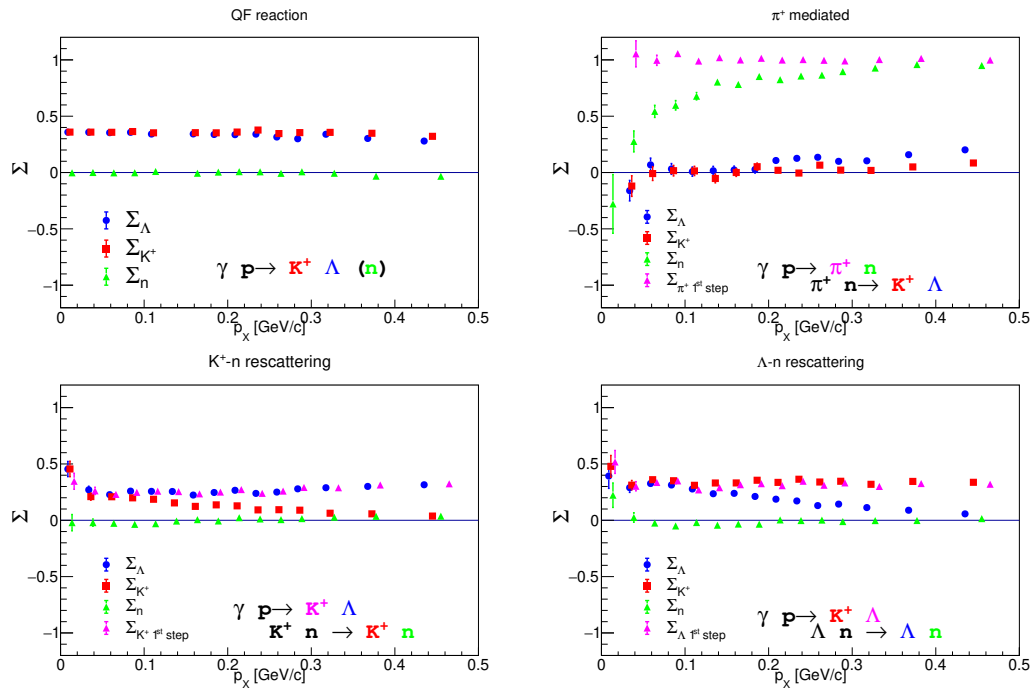 QF reaction
Σ
1
0.5
0
−0.5
−1
Σ_Λ
Σ_K⁺
Σ_n
γ p→ K⁺ Λ (n)
0 0.1 0.2 0.3 0.4 0.5
p_X [GeV/c]
π⁺ mediated
Σ
1
0.5
0
−0.5
−1
Σ_Λ
Σ_K⁺
Σ_n
Σ_π⁺ 1st step
γ p→ π⁺ n
π⁺ n→ K⁺ Λ
0 0.1 0.2 0.3 0.4 0.5
p_X [GeV/c]
K⁺-n rescattering
Σ
1
0.5
0
−0.5
−1
Σ_Λ
Σ_K⁺
Σ_n
Σ_K⁺ 1st step
γ p→ K⁺ Λ
K⁺ n → K⁺ n
0 0.1 0.2 0.3 0.4 0.5
p_X [GeV/c]
Λ-n rescattering
Σ
1
0.5
0
−0.5
−1
Σ_Λ
Σ_K⁺
Σ_n
Σ_Λ 1st step
γ p→ K⁺ Λ
Λ n → Λ n
0 0.1 0.2 0.3 0.4 0.5
p_X [GeV/c]